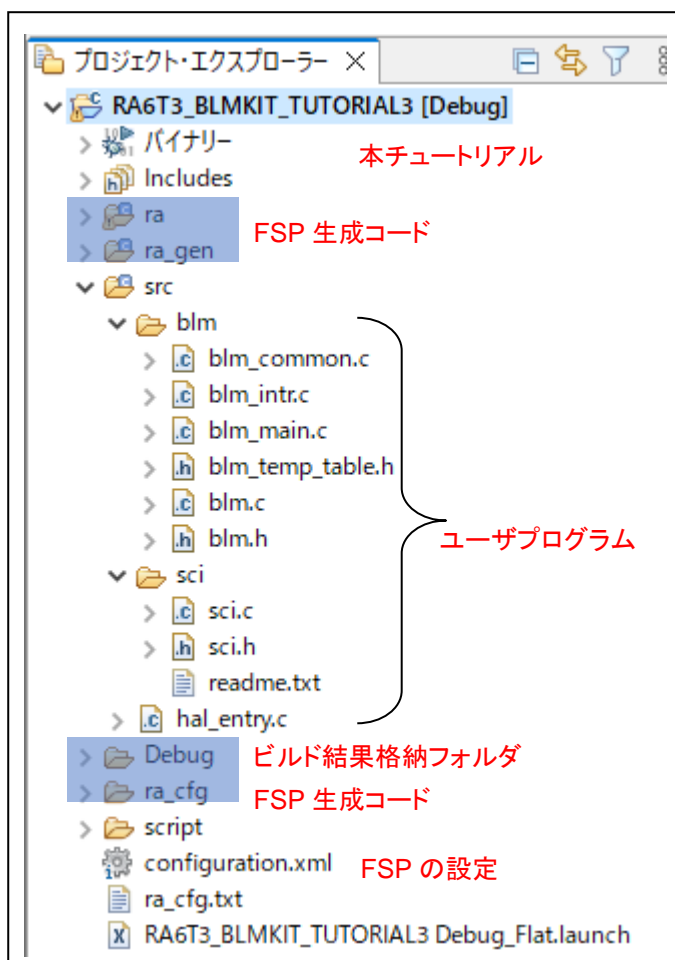 プロジェクト・エクスプローラー
RA6T3_BLMKIT_TUTORIAL3 [Debug]
バイナリー
本チュートリアル
Includes
ra
FSP 生成コード
ra_gen
src
blm
blm_common.c
blm_intr.c
blm_main.c
blm_temp_table.h
blm.c
blm.h
ユーザプログラム
sci
sci.c
sci.h
readme.txt
hal_entry.c
Debug
ビルド結果格納フォルダ
ra_cfg
FSP 生成コード
script
configuration.xml
FSP の設定
ra_cfg.txt
RA6T3_BLMKIT_TUTORIAL3 Debug_Flat.launch